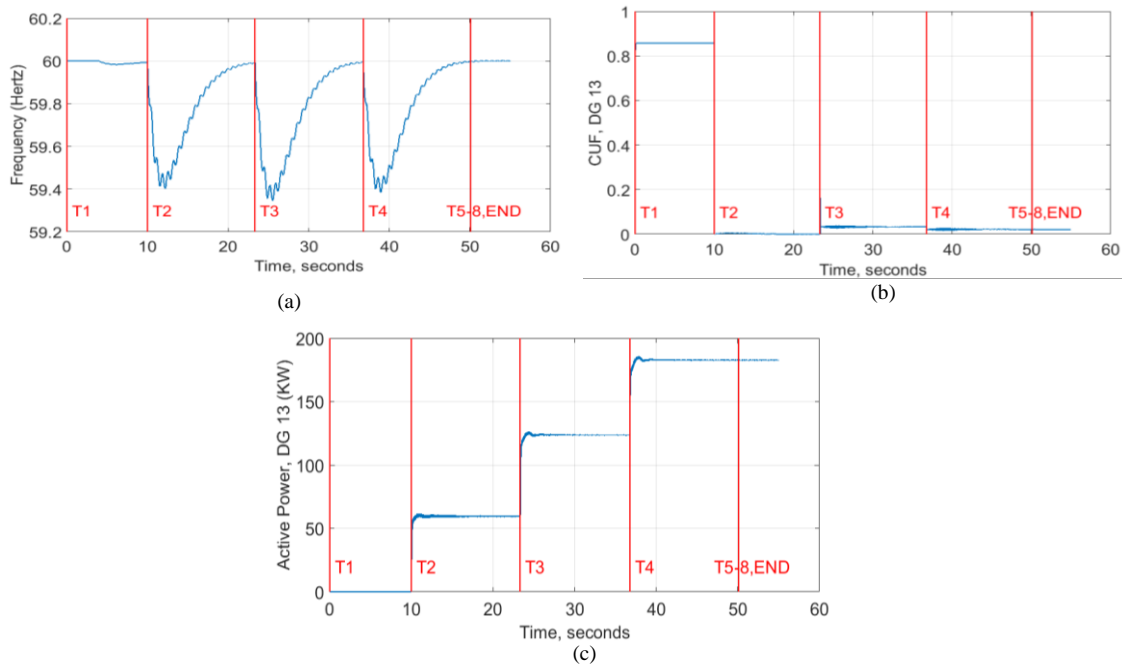 60.2
60
59.8
59.6
59.4
59.2
Frequency (Hertz)
T1
T2
T3
T4
T5-8,END
0
10
20
30
40
50
60
Time, seconds
(a)
1
0.8
0.6
0.4
0.2
0
CUF, DG 13
T1
T2
T3
T4
T5-8,END
0
10
20
30
40
50
60
Time, seconds
(b)
200
150
100
50
0
Active Power, DG 13 (KW)
T1
T2
T3
T4
T5-8,END
0
10
20
30
40
50
60
Time, seconds
(c)